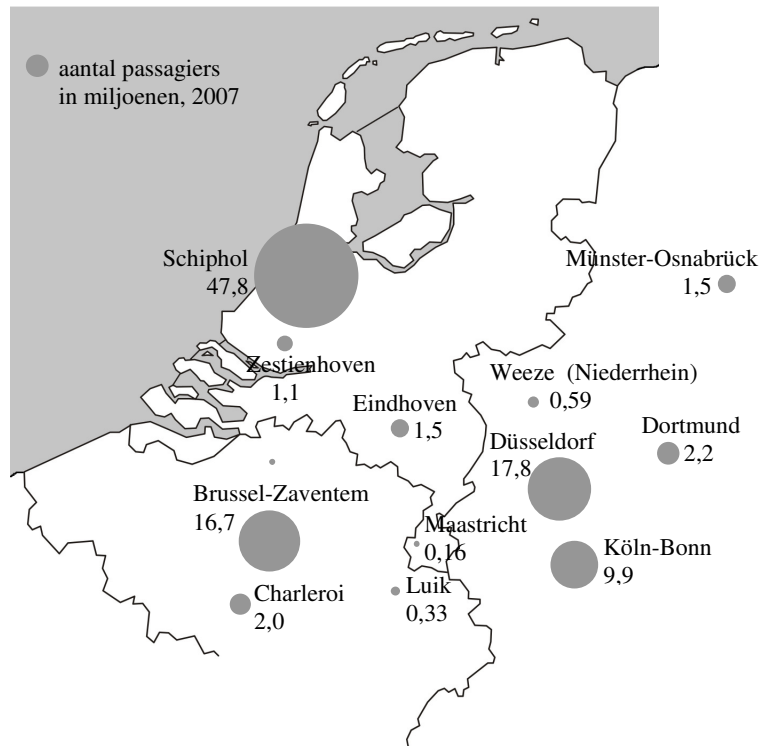 aantal passagiers
in miljoenen, 2007
Schiphol
47,8
Münster-Osnabrück
1,5
Zestienhoven
1,1
Weeze (Niederrhein)
0,59
Eindhoven
1,5
Dortmund
2,2
Düsseldorf
17,8
Brussel-Zaventem
16,7
Maastricht
0,16
Köln-Bonn
9,9
Charleroi
2,0
Luik
0,33